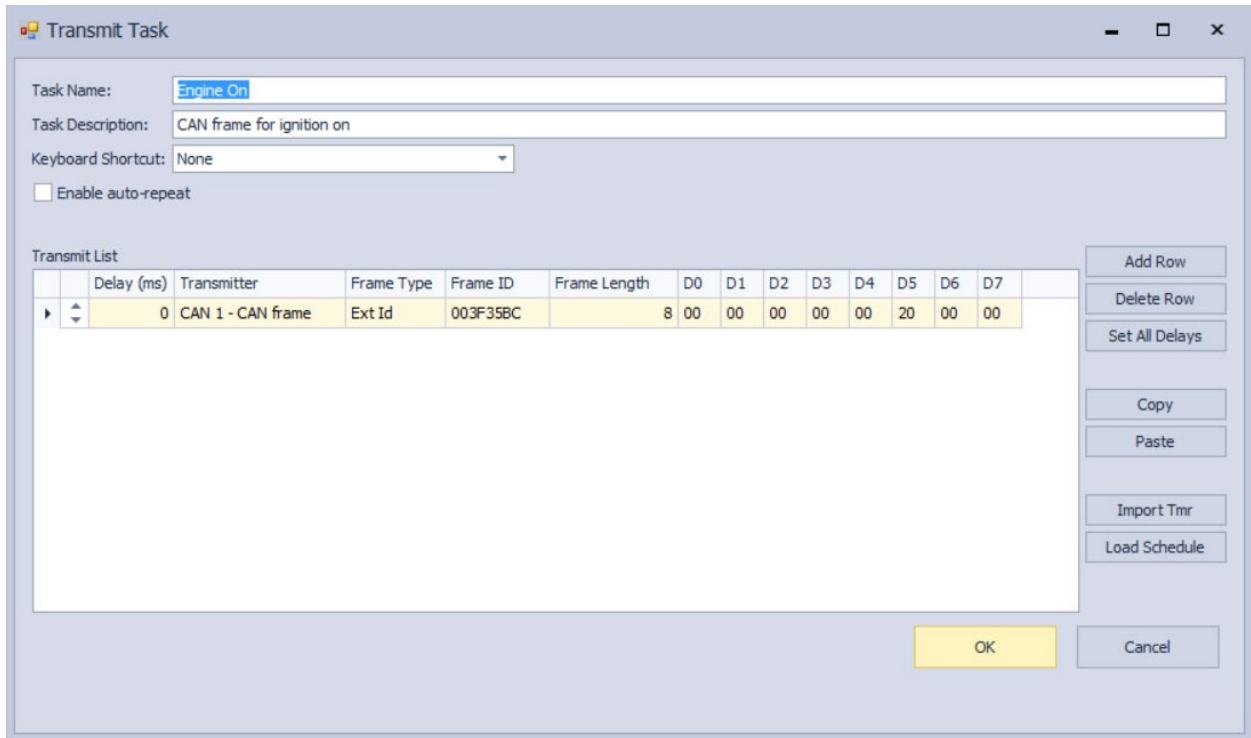 Transmit Task
Task Name: Engine On
Task Description: CAN frame for ignition on
Keyboard Shortcut: None
Enable auto-repeat
Transmit List
Delay (ms) Transmitter Frame Type Frame ID Frame Length D0 D1 D2 D3 D4 D5 D6 D7
0 CAN 1 - CAN frame Ext Id 003F35BC 8 00 00 00 00 00 20 00 00
Add Row
Delete Row
Set All Delays
Copy
Paste
Import Tmr
Load Schedule
OK Cancel